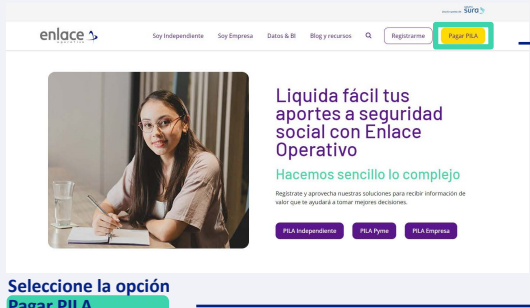 sura
enlace
operativo
Soy Independiente Soy Empresa Datos & BI Blog y recursos Registrarme Pagar PILA
Liquida fácil tus
aportes a seguridad
social con Enlace
Operativo
Hacemos sencillo lo complejo
Regístrate y aprovecha nuestras soluciones para recibir información de
valor que te ayudará a tomar mejores decisiones.
PILA Independiente PILA Pyme PILA Empresa
Seleccione la opción
Pagar PILA